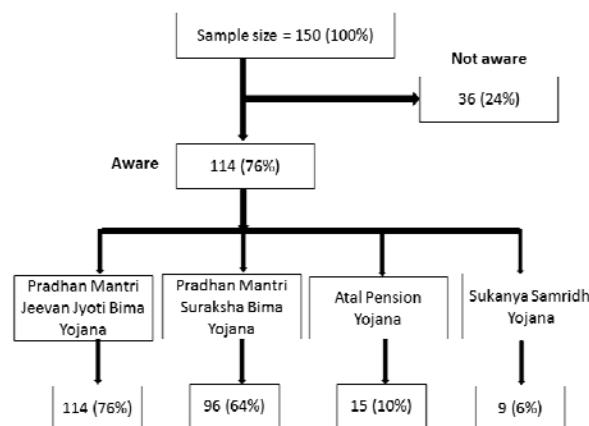 Sample size = 150 (100%)
Not aware
36 (24%)
Aware
114 (76%)
Pradhan Mantri
Jeevan Jyoti Bima
Yojana
Pradhan Mantri
Suraksha Bima
Yojana
Atal Pension
Yojana
Sukanya Samridh
Yojana
114 (76%)
96 (64%)
15 (10%)
9 (6%)